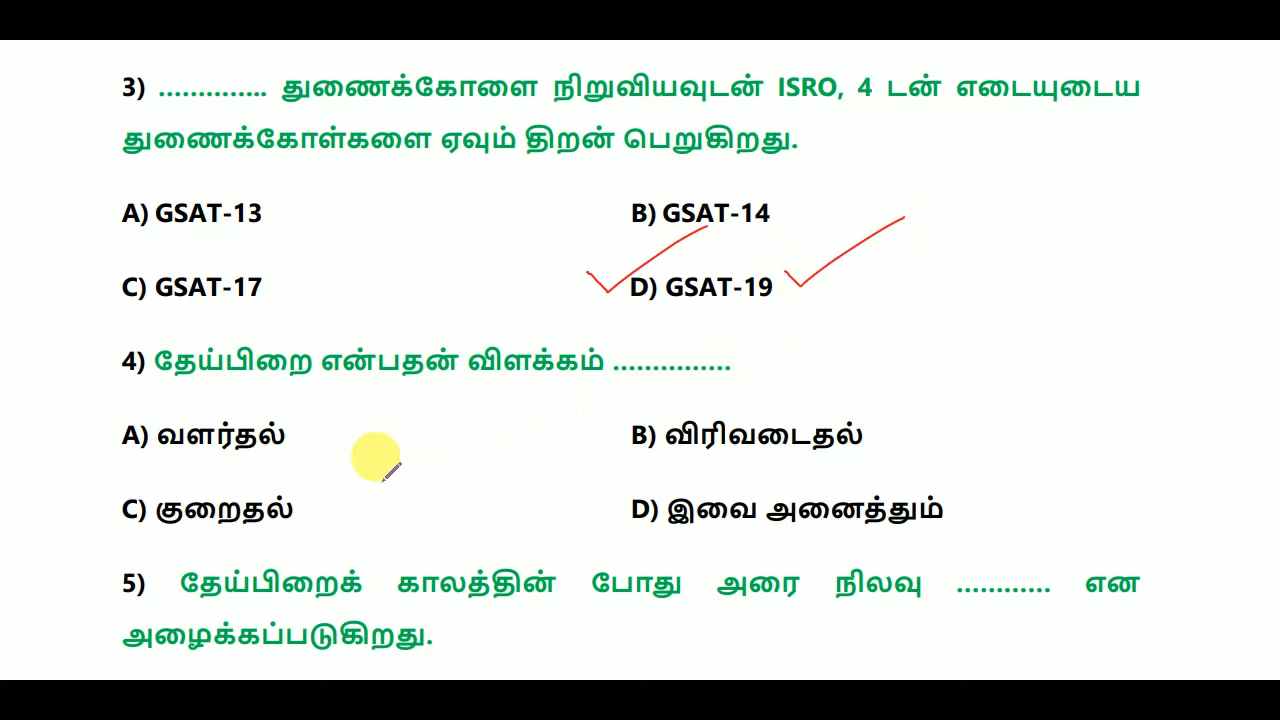 3) .............. துணைக்கோளை நிறுவியவுடன் ISRO, 4 டன் எடையுடைய
துணைக்கோள்களை ஏவும் திறன் பெறுகிறது.
A) GSAT-13 B) GSAT-14
C) GSAT-17 D) GSAT-19
4) தேய்பிறை என்பதன் விளக்கம் ...............
A) வளர்தல் B) விரிவடைதல்
C) குறைதல் D) இவை அனைத்தும்
5) தேய்பிறைக் காலத்தின் போது அரை நிலவு ............ என
அழைக்கப்படுகிறது.